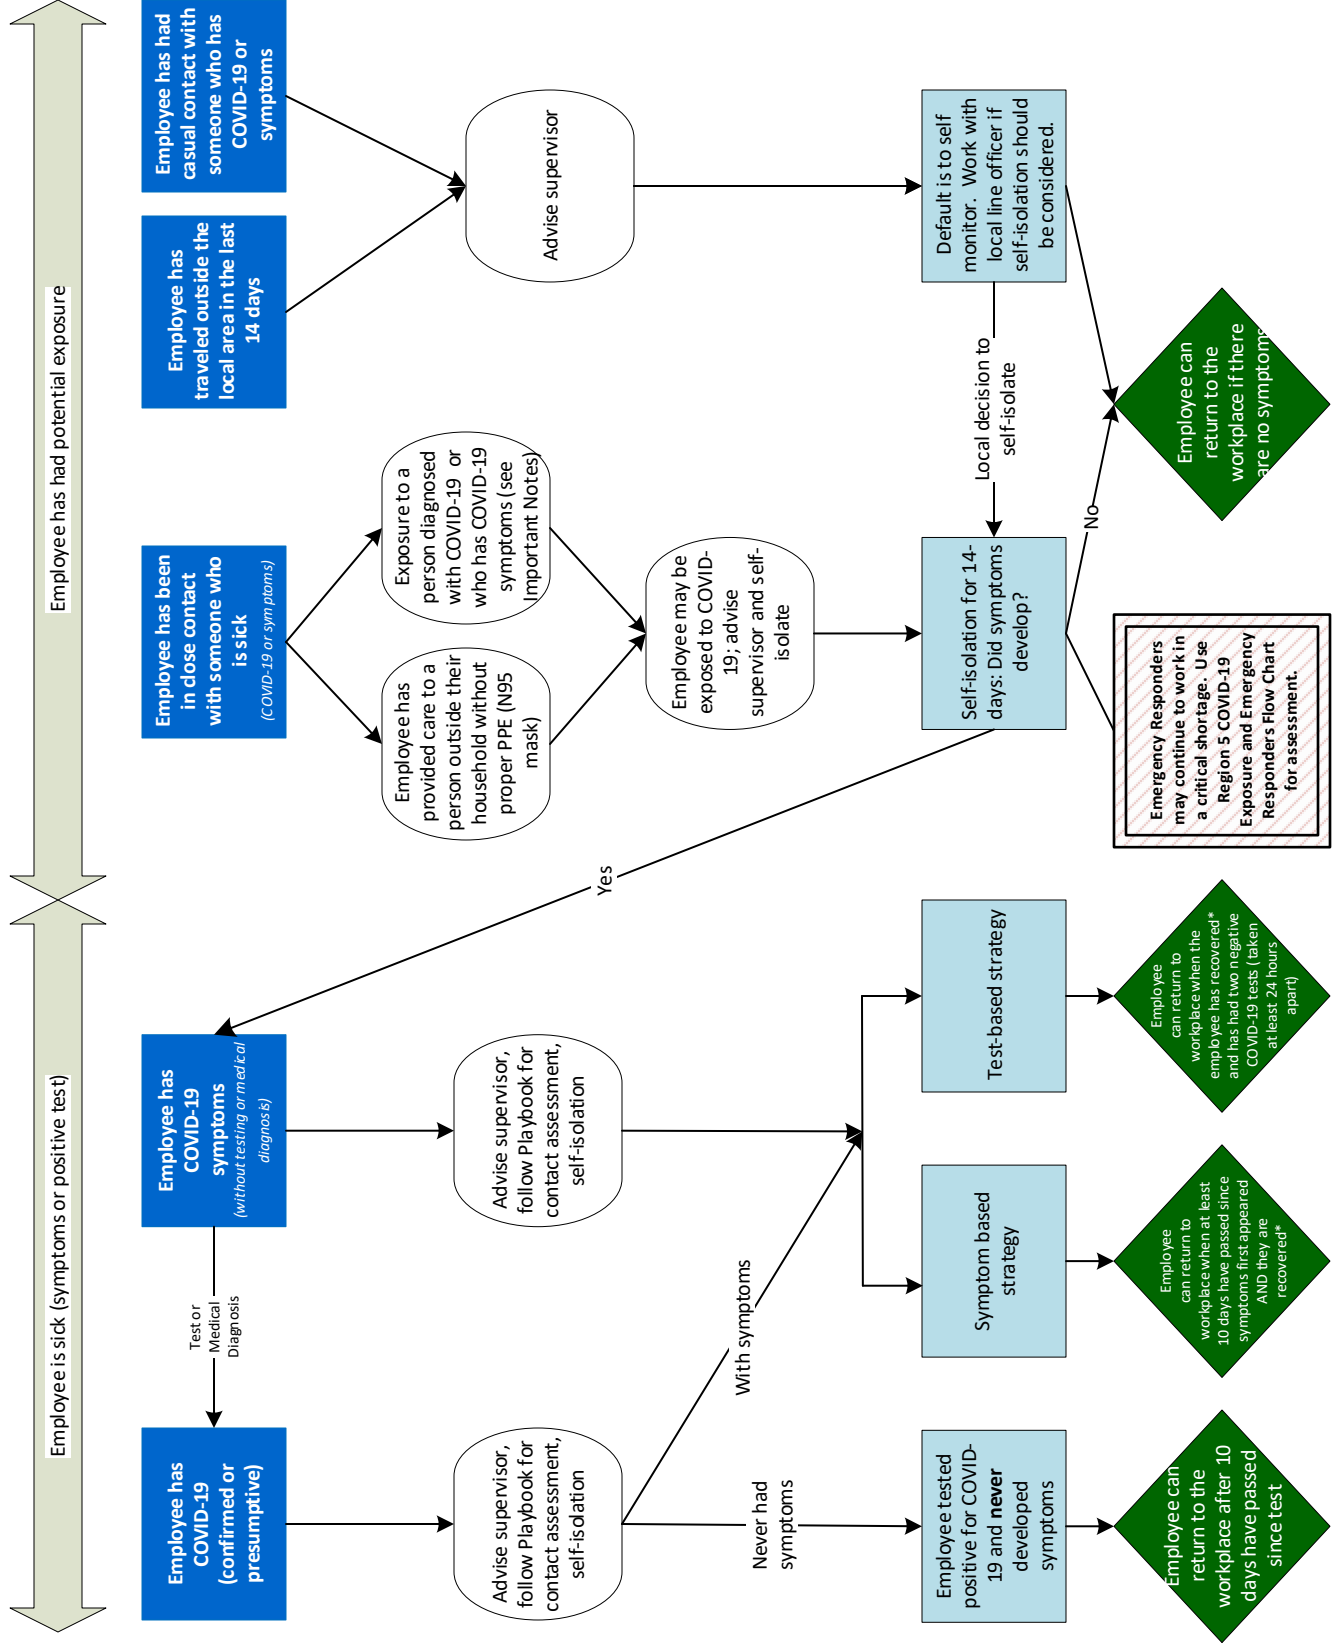 Employee is sick (symptoms or positive test)
Employee has had potential exposure
Employee has
COVID-19
(confirmed or
presumptive)
Test or
Medical
Diagnosis
Employee has
COVID-19
symptoms
(without testing or medical
diagnosis)
Employee has been
in close contact
with someone who
is sick
(COVID-19 or symptoms)
Employee has
traveled outside the
local area in the last
14 days
Employee has had
casual contact with
someone who has
COVID-19 or
symptoms
Advise supervisor,
follow Playbook for
contact assessment,
self-isolation
Advise supervisor,
follow Playbook for
contact assessment,
self-isolation
Employee has
provided care to a
person outside their
household without
proper PPE (N95
mask)
Exposure to a
person diagnosed
with COVID-19 or
who has COVID-19
symptoms (see
Important Notes)
Advise supervisor
Yes
Employee may be
exposed to COVID-
19; advise
supervisor and self-
isolate
Never had
symptoms
With symptoms
Employee tested
positive for COVID-
19 and never
developed
symptoms
Symptom based
strategy
Test-based strategy
Self-isolation for 14-
days: Did symptoms
develop?
Local decision to
self-isolate
Default is to self
monitor. Work with
local line officer if
self-isolation should
be considered.
No
Employee can
return to the
workplace after 10
days have passed
since test
Employee
can return to
workplace when at least
10 days have passed since
symptoms first appeared
AND they are
recovered*
Employee
can return to
workplace when the
employee has recovered*
and has had two negative
COVID-19 tests (taken
at least 24 hours
apart)
Emergency Responders
may continue to work in
a critical shortage. Use
Region 5 COVID-19
Exposure and Emergency
Responders Flow Chart
for assessment.
Employee can
return to the
workplace if there
are no symptoms